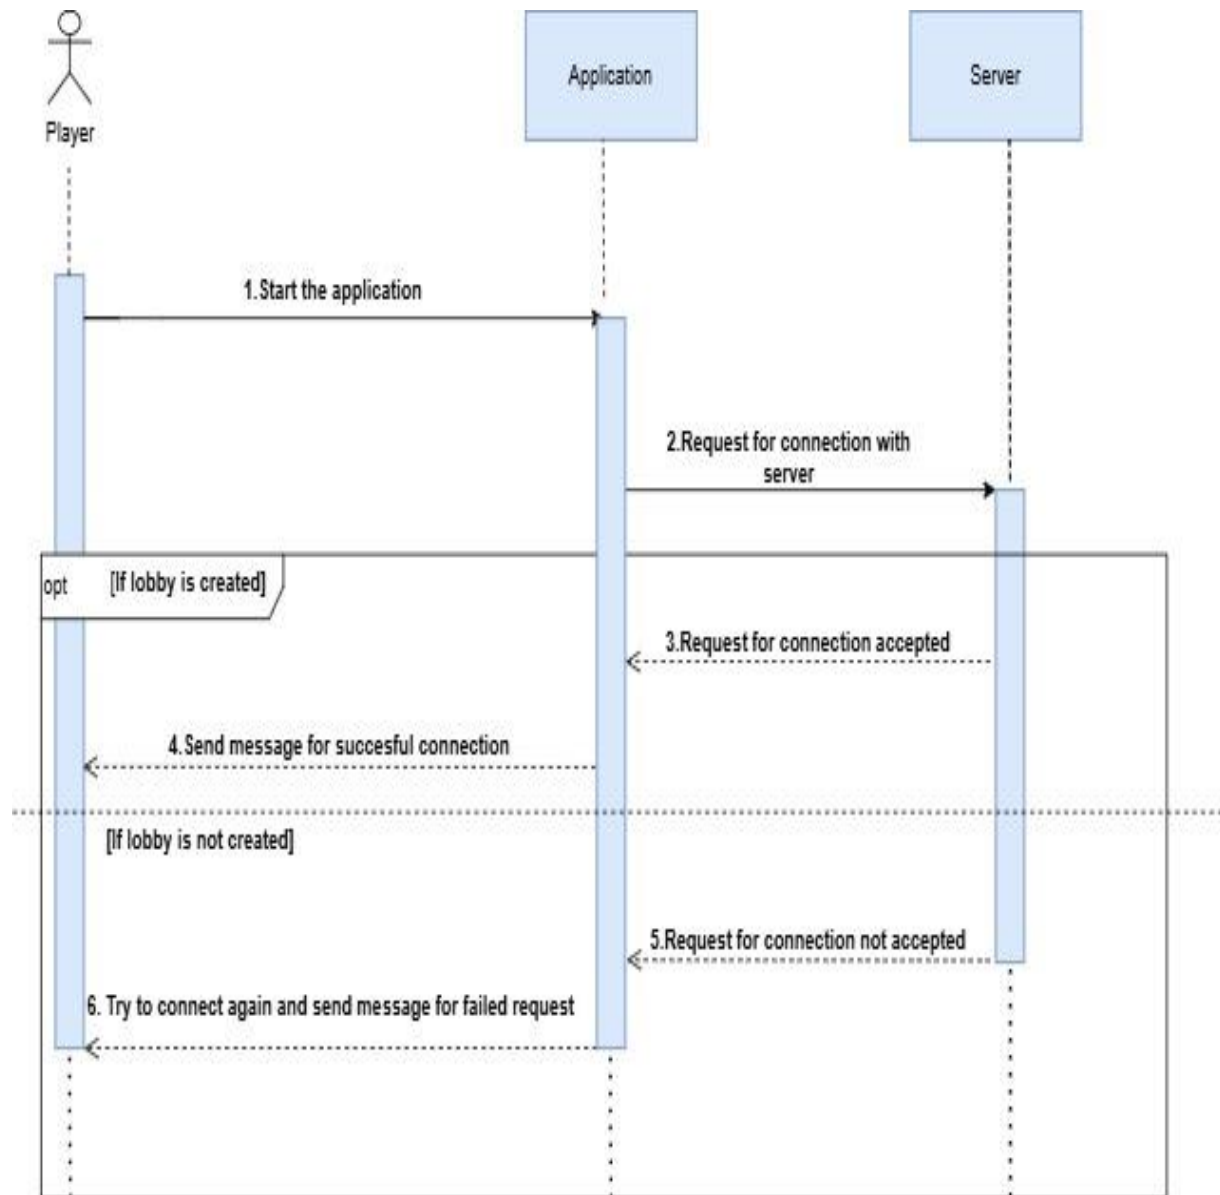 Player
Application
Server
1.Start the application
2.Request for connection with
server
opt
[If lobby is created]
3.Request for connection accepted
4.Send message for succesful connection
[If lobby is not created]
5.Request for connection not accepted
6. Try to connect again and send message for failed request